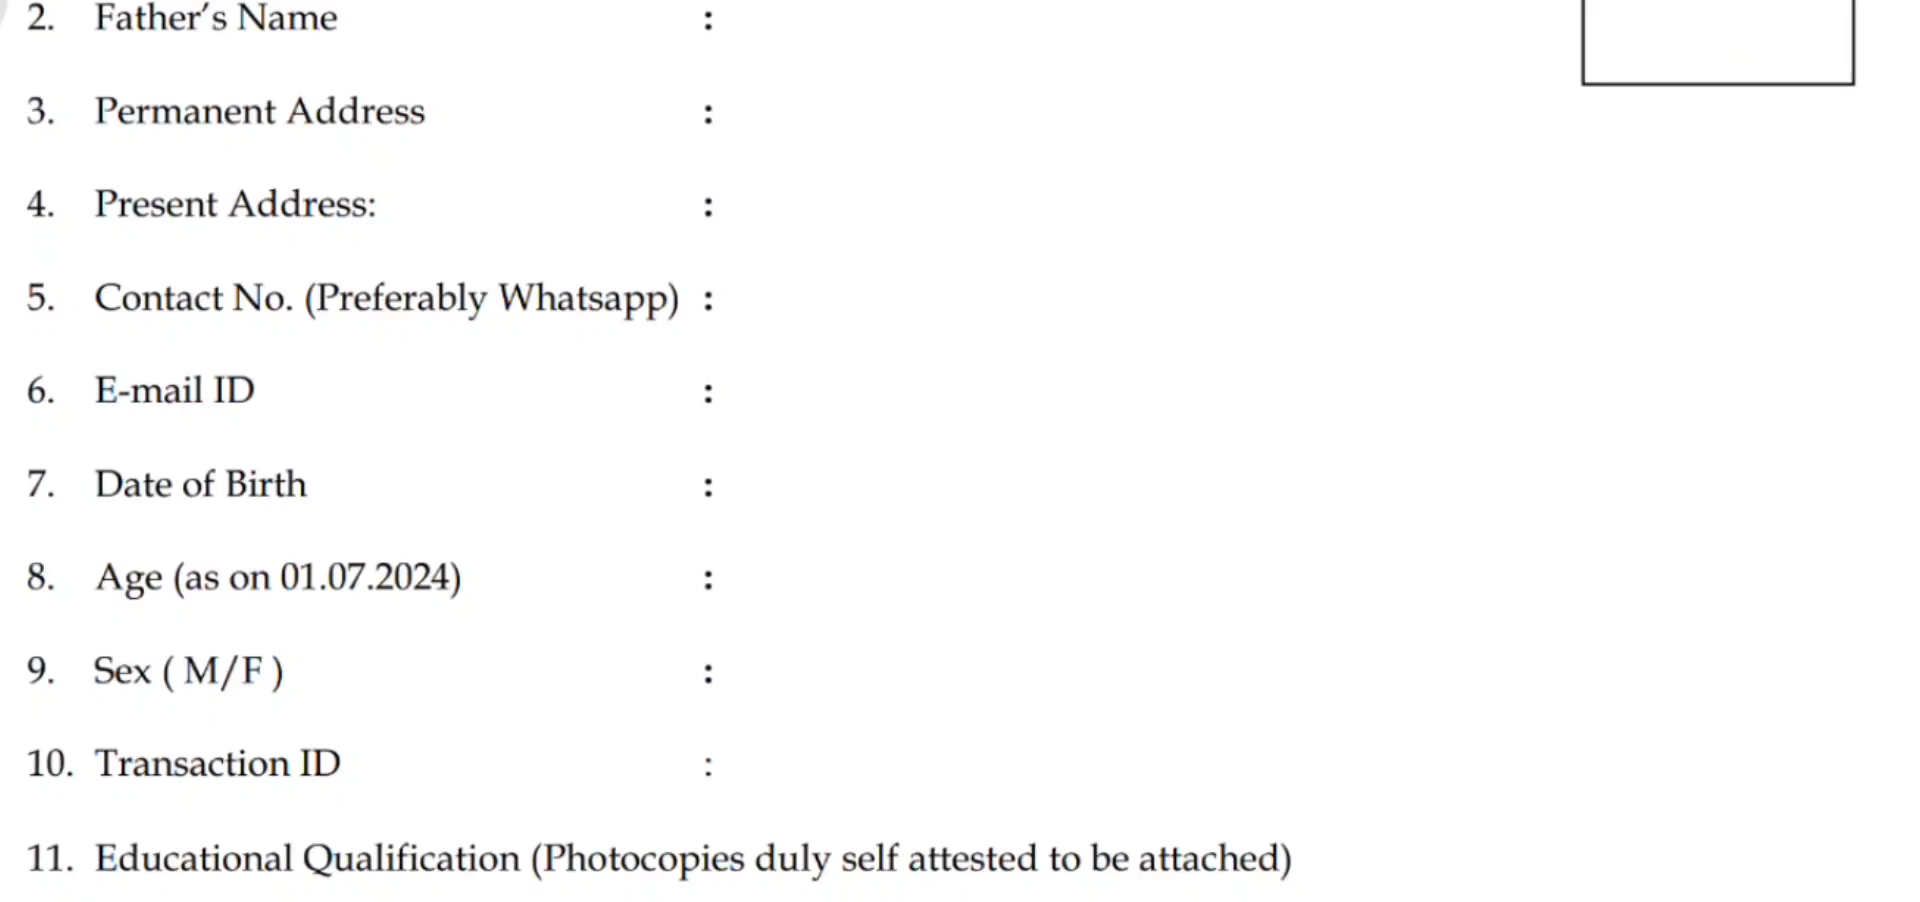 2. Father's Name :
3. Permanent Address :
4. Present Address: :
5. Contact No. (Preferably Whatsapp) :
6. E-mail ID :
7. Date of Birth :
8. Age (as on 01.07.2024) :
9. Sex ( M/F ) :
10. Transaction ID :
11. Educational Qualification (Photocopies duly self attested to be attached)